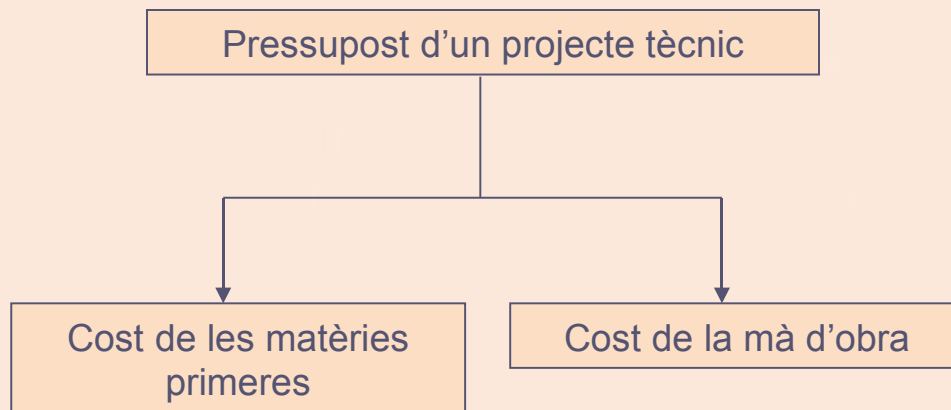 Pressupost d’un projecte tècnic
Cost de les matèries
primeres
Cost de la mà d’obra